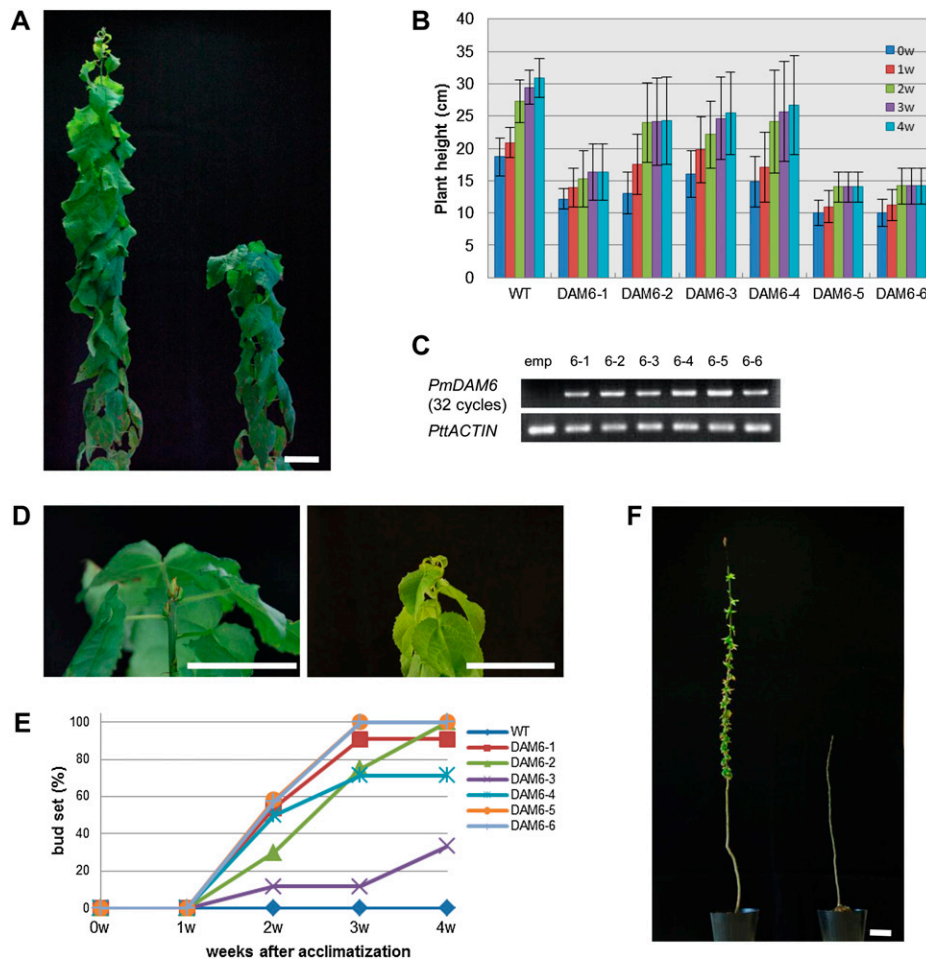 A
B
Plant height (cm)
40
35
30
25
20
15
10
5
0
0w
1w
2w
3w
4w
WT DAM6-1 DAM6-2 DAM6-3 DAM6-4 DAM6-5 DAM6-6
C
emp 6-1 6-2 6-3 6-4 6-5 6-6
PmDAM6
(32 cycles)
PttACTIN
D
E
bud set (%)
100
80
60
40
20
0
0w 1w 2w 3w 4w
weeks after acclimatization
WT
DAM6-1
DAM6-2
DAM6-3
DAM6-4
DAM6-5
DAM6-6
F